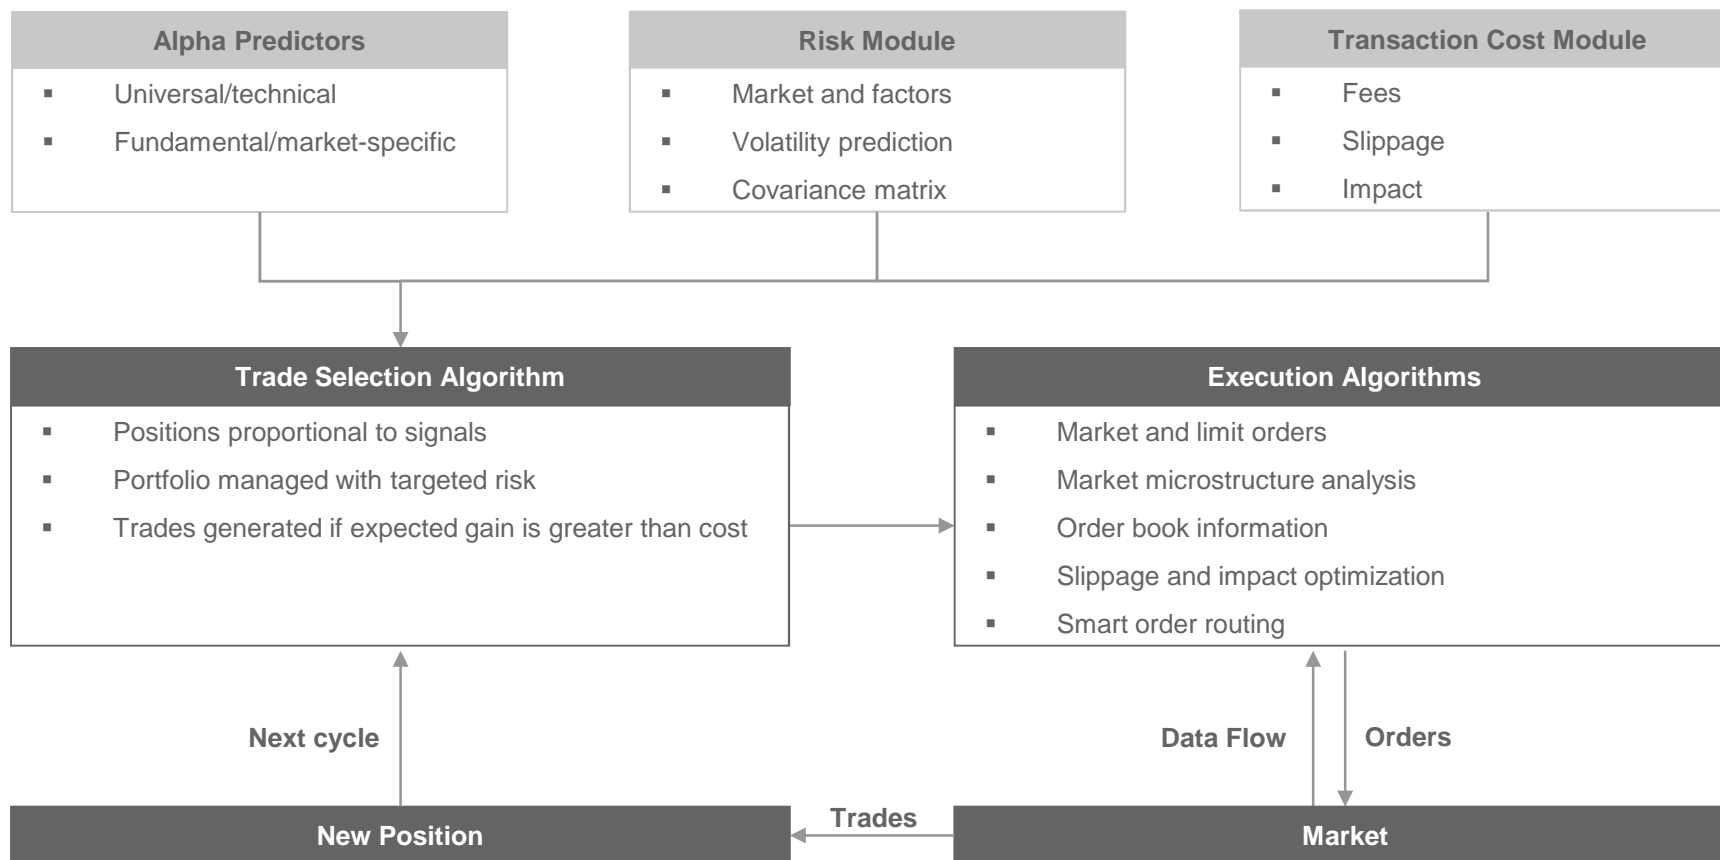 Alpha Predictors
▪ Universal/technical
▪ Fundamental/market-specific
Risk Module
▪ Market and factors
▪ Volatility prediction
▪ Covariance matrix
Transaction Cost Module
▪ Fees
▪ Slippage
▪ Impact
Trade Selection Algorithm
▪ Positions proportional to signals
▪ Portfolio managed with targeted risk
▪ Trades generated if expected gain is greater than cost
Execution Algorithms
▪ Market and limit orders
▪ Market microstructure analysis
▪ Order book information
▪ Slippage and impact optimization
▪ Smart order routing
Next cycle
Data Flow
Orders
New Position
Trades
Market